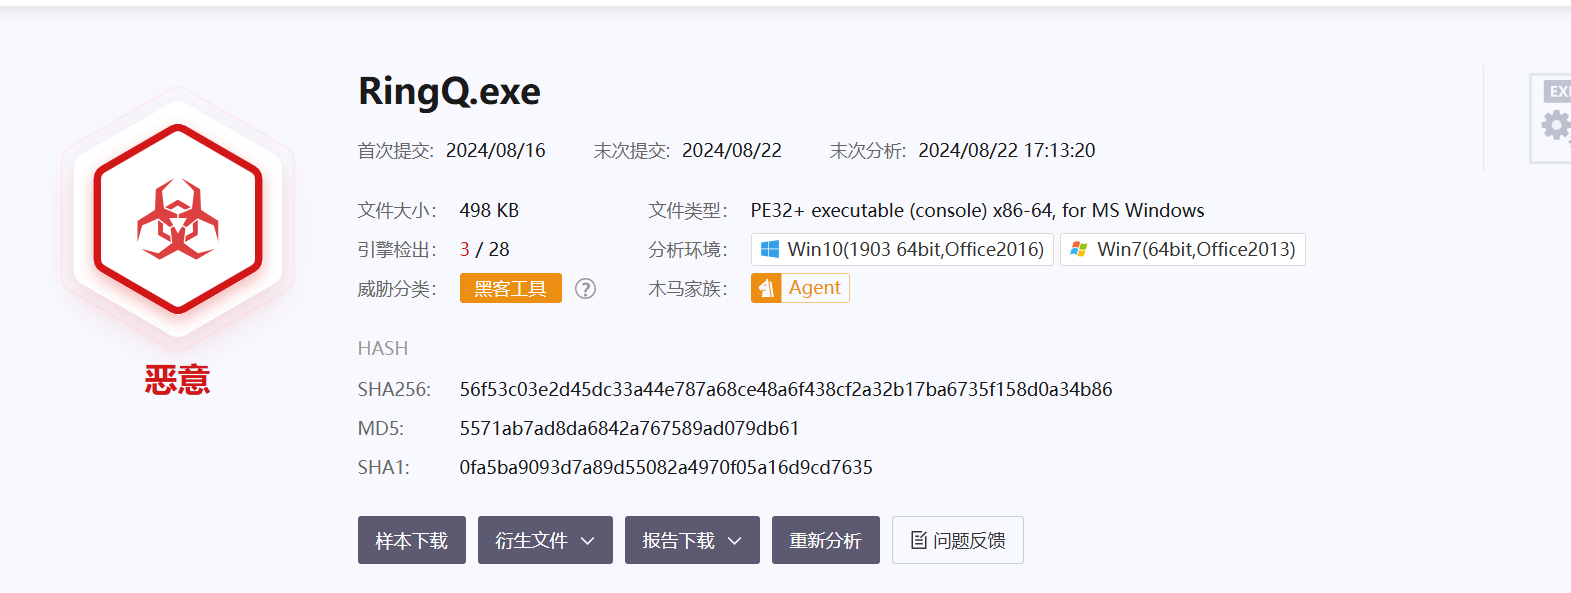 RingQ.exe
首次提交: 2024/08/16 末次提交: 2024/08/22 末次分析: 2024/08/22 17:13:20
文件大小: 498 KB 文件类型: PE32+ executable (console) x86-64, for MS Windows
引擎检出: 3 / 28 分析环境: Win10(1903 64bit,Office2016) Win7(64bit,Office2013)
威胁分类: 黑客工具 ? 木马家族: Agent
恶意
HASH
SHA256: 56f53c03e2d45dc33a44e787a68ce48a6f438cf2a32b17ba6735f158d0a34b86
MD5: 5571ab7ad8da6842a767589ad079db61
SHA1: 0fa5ba9093d7a89d55082a4970f05a16d9cd7635
样本下载 衍生文件 报告下载 重新分析 问题反馈